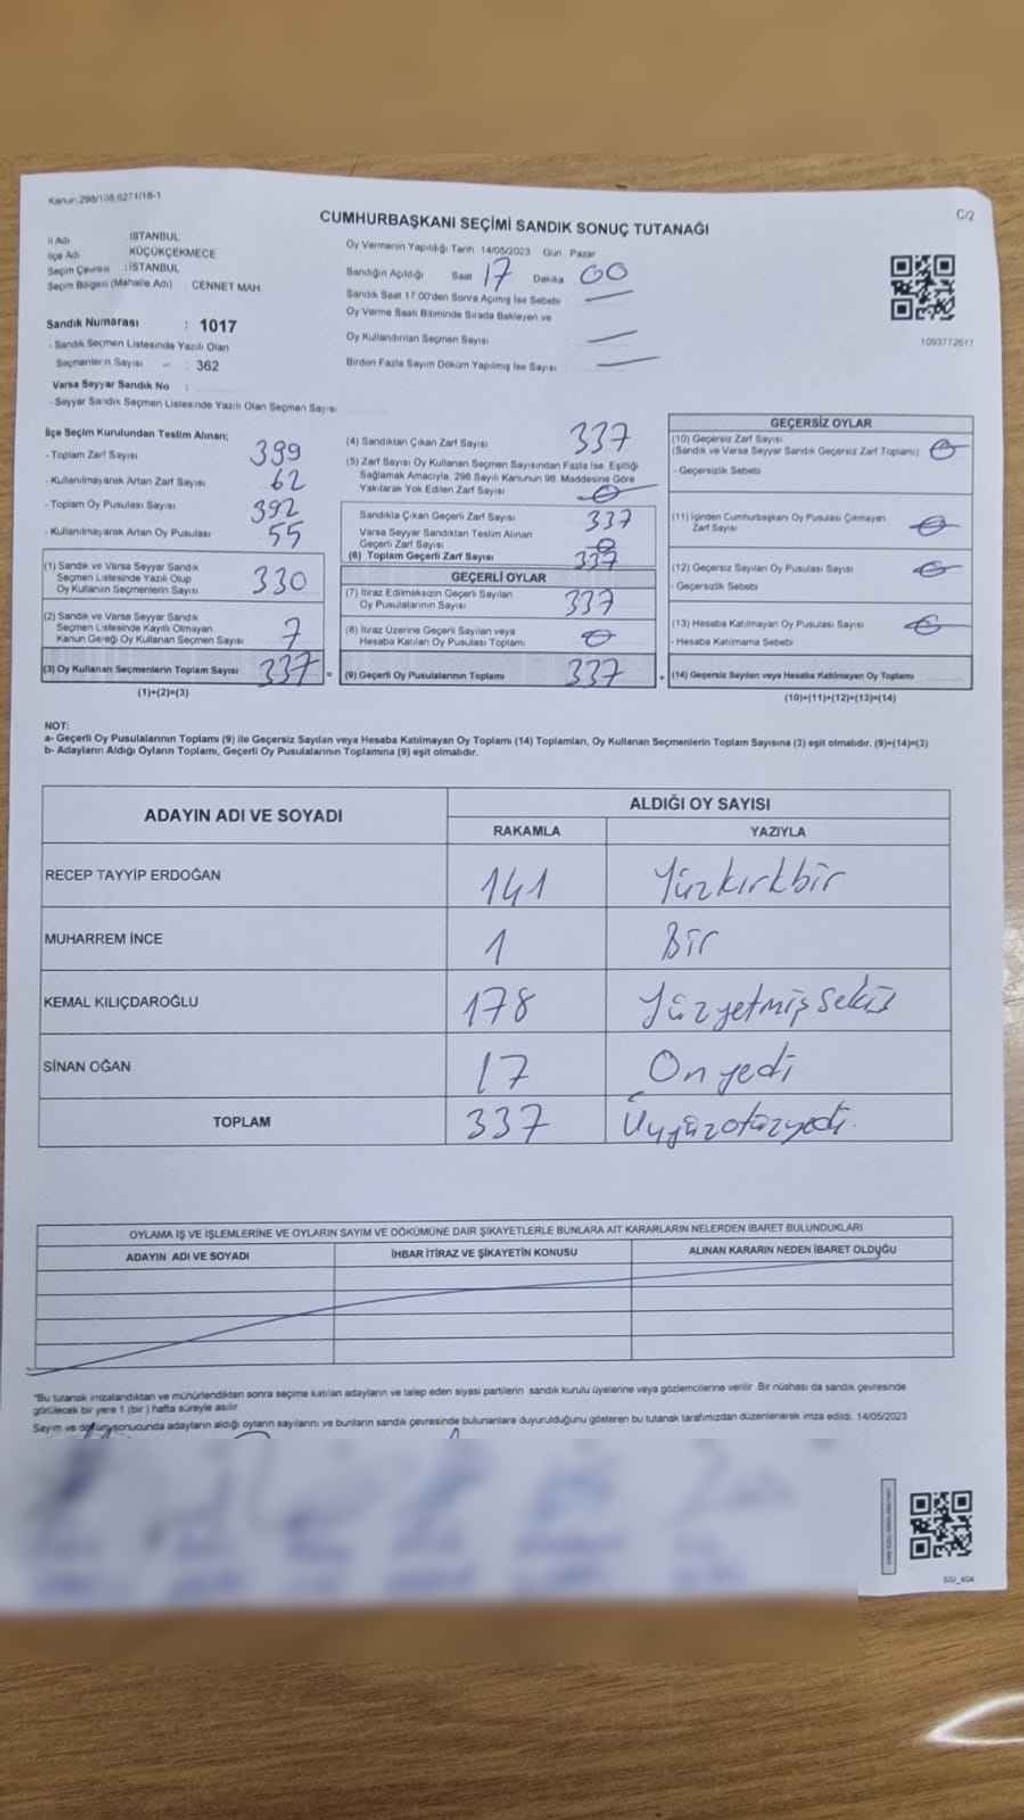 Kanun:298/138,6271/18-1
C/2
CUMHURBAŞKANI SEÇİMİ SANDIK SONUÇ TUTANAĞI
İl Adı : İSTANBUL
İlçe Adı : KÜÇÜKÇEKMECE
Seçim Çevresi : İSTANBUL
Seçim Bölgesi (Mahalle Adı) : CENNET MAH.
Sandık Numarası : 1017
- Sandık Seçmen Listesinde Yazılı Olan
Seçmenlerin Sayısı : 362
Varsa Seyyar Sandık No :
- Seyyar Sandık Seçmen Listesinde Yazılı Olan Seçmen Sayısı
Oy Vermenin Yapıldığı Tarih 14/05/2023 Gün Pazar
Sandığın Açıldığı Saat 17 Dakika 00
Sandık Saat 17:00'den Sonra Açılmış İse Sebebi
Oy Verme Saati Bitiminde Sırada Bekleyen ve
Oy Kullandırılan Seçmen Sayısı
Birden Fazla Sayım Döküm Yapılmış İse Sayısı
1093772617
İlçe Seçim Kurulundan Teslim Alınan;
- Toplam Zarf Sayısı 399
- Kullanılmayarak Artan Zarf Sayısı 62
- Toplam Oy Pusulası Sayısı 392
- Kullanılmayarak Artan Oy Pusulası 55
(1) Sandık ve Varsa Seyyar Sandık
Seçmen Listesinde Yazılı Olup
Oy Kullanan Seçmenlerin Sayısı 330
(2) Sandık ve Varsa Seyyar Sandık
Seçmen Listesinde Kayıtlı Olmayan
Kanun Gereği Oy Kullanan Seçmen Sayısı 7
(3) Oy Kullanan Seçmenlerin Toplam Sayısı 337
(1)+(2)=(3)
(4) Sandıktan Çıkan Zarf Sayısı 337
(5) Zarf Sayısı Oy Kullanan Seçmen Sayısından Fazla İse, Eşitliği
Sağlamak Amacıyla, 298 Sayılı Kanunun 98. Maddesine Göre
Yakılarak Yok Edilen Zarf Sayısı 0
Sandıkta Çıkan Geçerli Zarf Sayısı 337
Varsa Seyyar Sandıktan Teslim Alınan
Geçerli Zarf Sayısı 0
(6) Toplam Geçerli Zarf Sayısı 337
GEÇERLİ OYLAR
(7) İtiraz Edilmeksizin Geçerli Sayılan
Oy Pusulalarının Sayısı 337
(8) İtiraz Üzerine Geçerli Sayılan veya
Hesaba Katılan Oy Pusulası Toplamı 0
= (9) Geçerli Oy Pusulalarının Toplamı 337
GEÇERSİZ OYLAR
(10) Geçersiz Zarf Sayısı
(Sandık ve Varsa Seyyar Sandık Geçersiz Zarf Toplamı) 0
- Geçersizlik Sebebi
(11) İçinden Cumhurbaşkanı Oy Pusulası Çıkmayan
Zarf Sayısı 0
(12) Geçersiz Sayılan Oy Pusulası Sayısı 0
- Geçersizlik Sebebi
(13) Hesaba Katılmayan Oy Pusulası Sayısı 0
- Hesaba Katılmama Sebebi
+ (14) Geçersiz Sayılan veya Hesaba Katılmayan Oy Toplamı
(10)+(11)+(12)+(13)=(14)
NOT:
a- Geçerli Oy Pusulalarının Toplamı (9) ile Geçersiz Sayılan veya Hesaba Katılmayan Oy Toplamı (14) Toplamları, Oy Kullanan Seçmenlerin Toplam Sayısına (3) eşit olmalıdır. (9)+(14)=(3)
b- Adayların Aldığı Oyların Toplamı, Geçerli Oy Pusulalarının Toplamına (9) eşit olmalıdır.
ADAYIN ADI VE SOYADI ALDIĞI OY SAYISI
RAKAMLA YAZIYLA
RECEP TAYYİP ERDOĞAN 141 Yüzkırkbir
MUHARREM İNCE 1 Bir
KEMAL KILIÇDAROĞLU 178 Yüzyetmişsekiz
SİNAN OĞAN 17 On yedi
TOPLAM 337 Üçyüzotuzyedi.
OYLAMA İŞ VE İŞLEMLERİNE VE OYLARIN SAYIM VE DÖKÜMÜNE DAİR ŞİKAYETLERLE BUNLARA AİT KARARLARIN NELERDEN İBARET BULUNDUKLARI
ADAYIN ADI VE SOYADI İHBAR İTİRAZ VE ŞİKAYETİN KONUSU ALINAN KARARIN NEDEN İBARET OLDUĞU
"Bu tutanak imzalandıktan ve mühürlendikten sonra seçime katılan adayların ve talep eden siyasi partilerin sandık kurulu üyelerine veya gözlemcilerine verilir. Bir nüshası da sandık çevresinde
görülecek bir yere 1 (bir) hafta süreyle asılır.
Sayım ve döküm sonucunda adayların aldığı oyların sayılarını ve bunların sandık çevresinde bulunanlara duyurulduğunu gösteren bu tutanak tarafımızdan düzenlenerek imza edildi. 14/05/2023